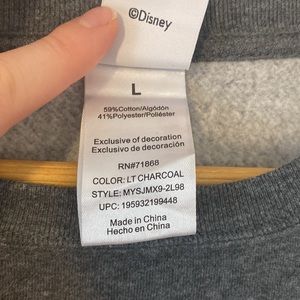 ©Disney
L
59%Cotton/Algodón
41%Polyester/Poliéster
Exclusive of decoration
Exclusivo de decoración
RN#71868
COLOR: LT CHARCOAL
STYLE: MYSJMX9-2L98
UPC: 195932199448
Made in China
Hecho en China